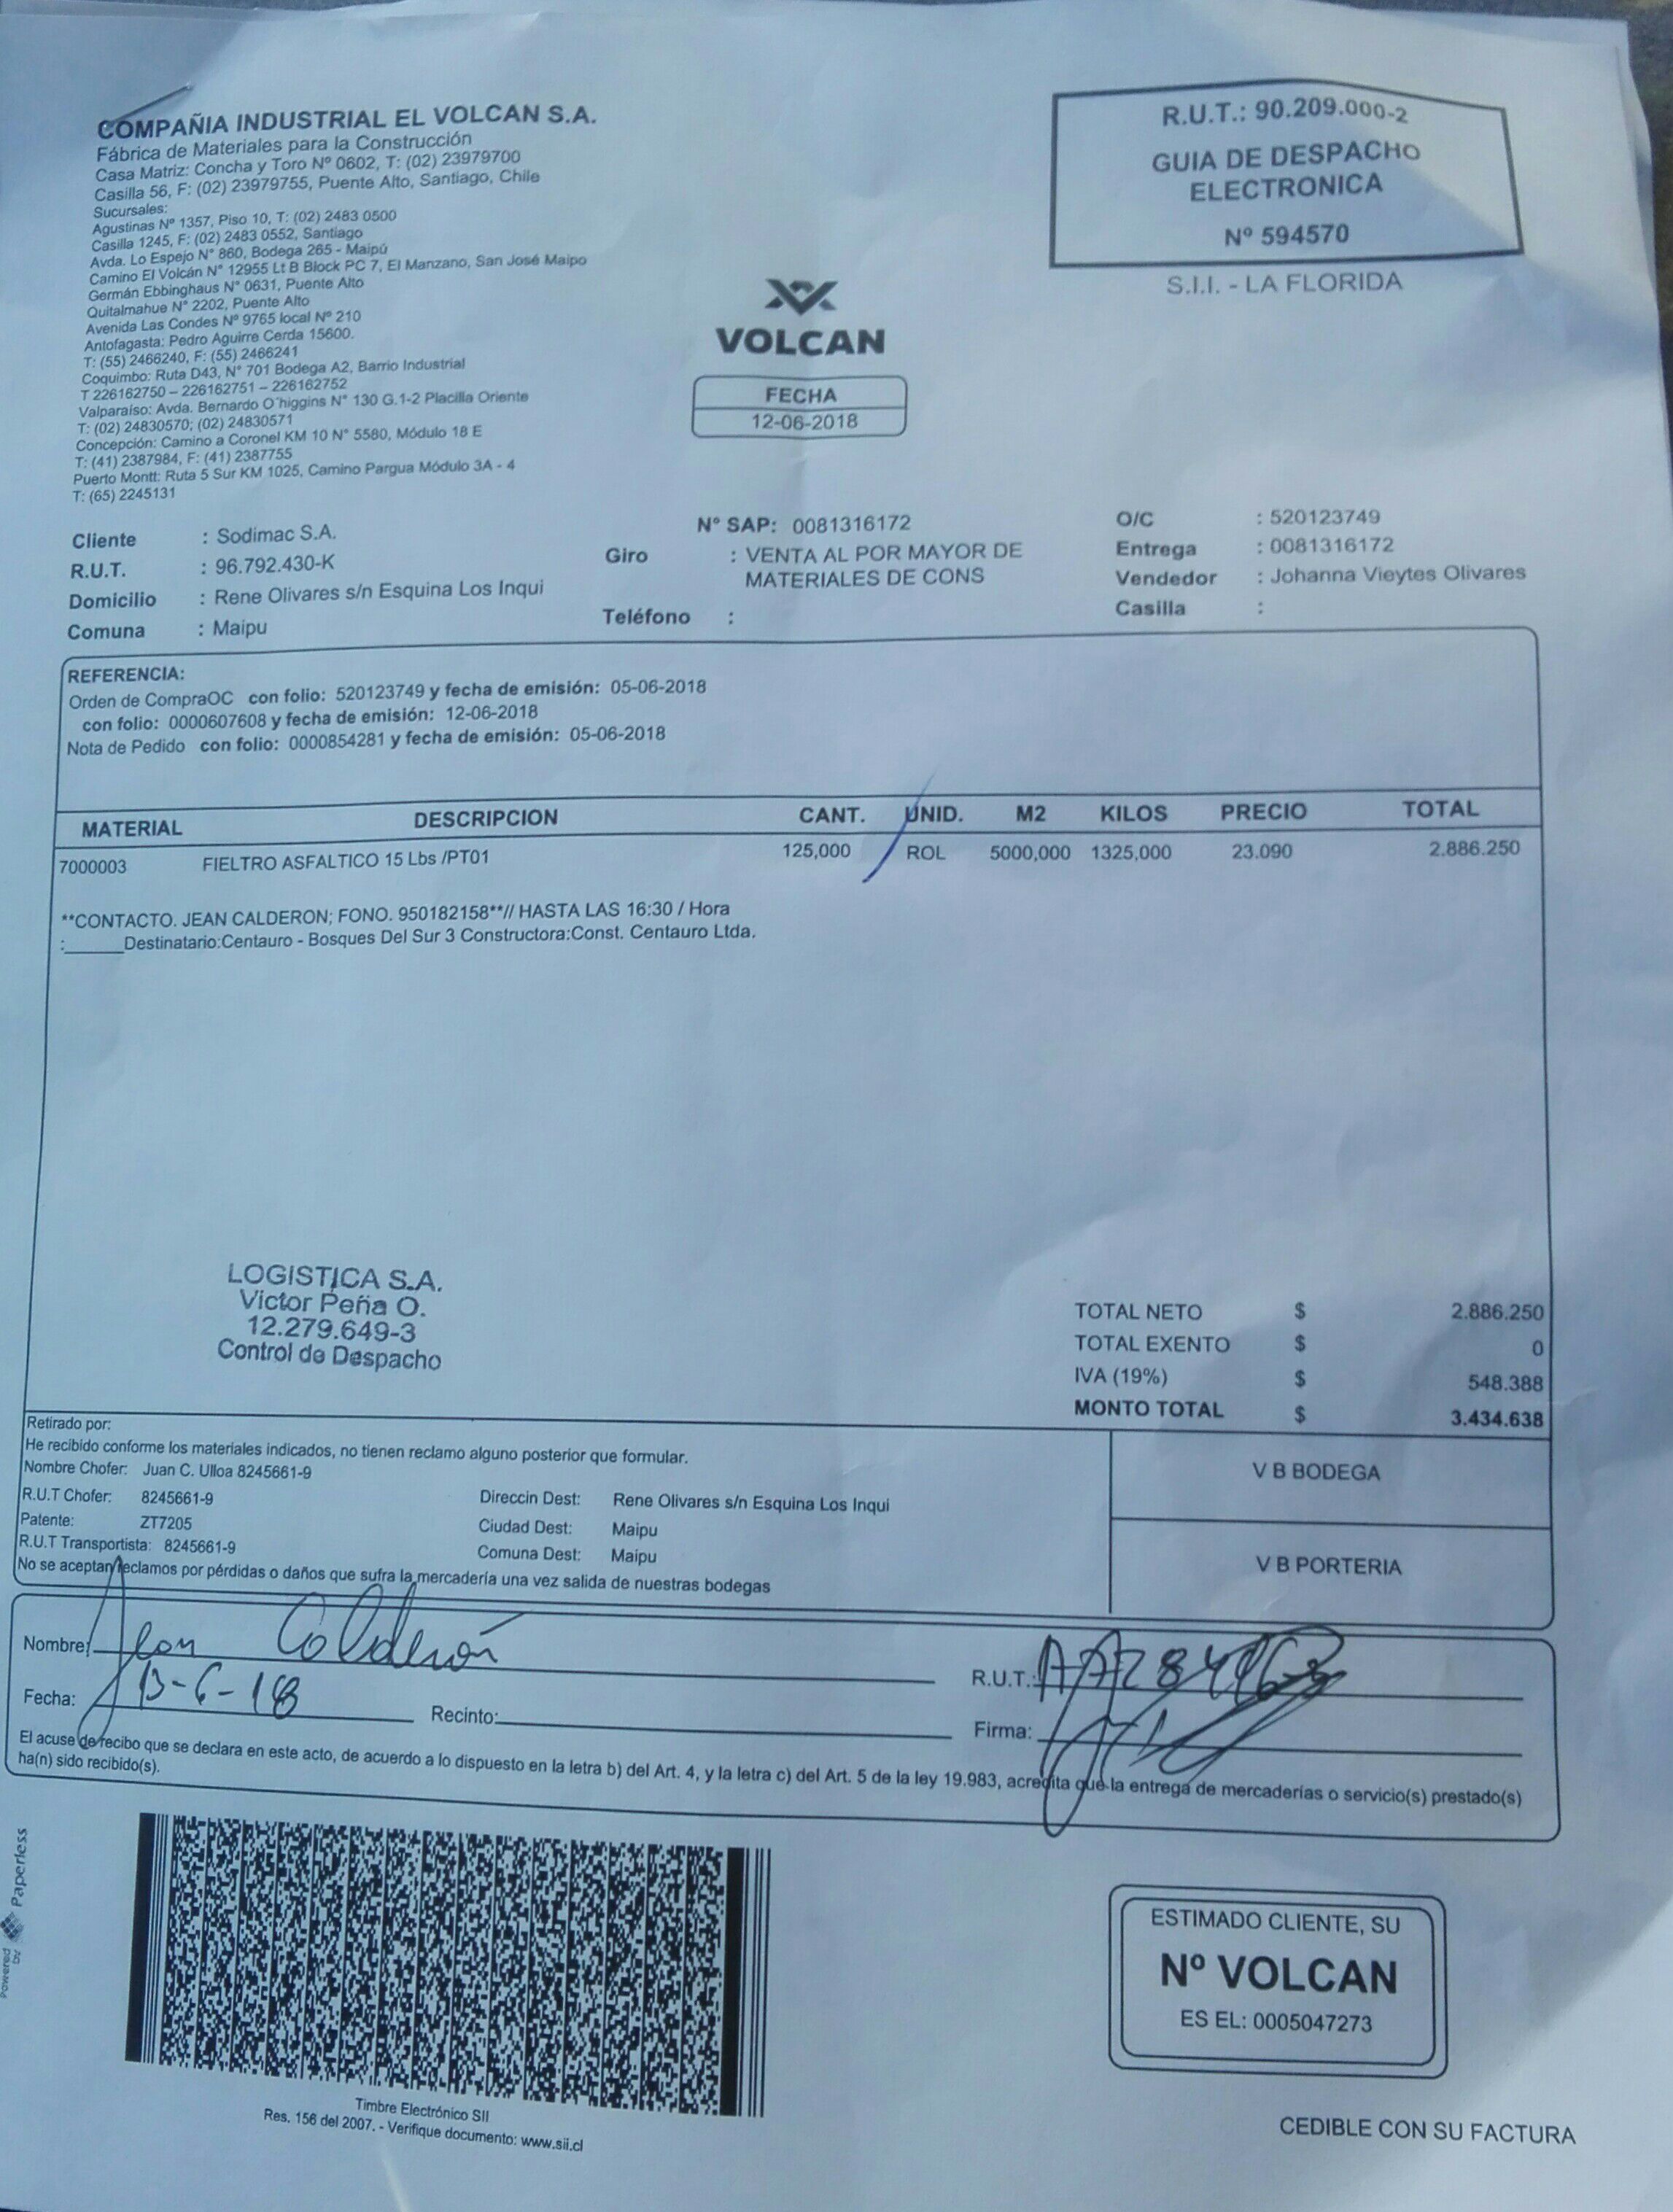 COMPAÑIA INDUSTRIAL EL VOLCAN S.A.
Fábrica de Materiales para la Construcción
Casa Matriz: Concha y Toro Nº 0602, T: (02) 23979700
Casilla 56, F: (02) 23979755, Puente Alto, Santiago, Chile
Sucursales:
Agustinas Nº 1357, Piso 10, T: (02) 2483 0500
Casilla 1245, F: (02) 2483 0552, Santiago
Avda. Lo Espejo N° 860, Bodega 265 - Maipú
Camino El Volcán N° 12955 Lt B Block PC 7, El Manzano, San José Maipo
Germán Ebbinghaus N° 0631, Puente Alto
Quitalmahue N° 2202, Puente Alto
Avenida Las Condes Nº 9765 local Nº 210
Antofagasta: Pedro Aguirre Cerda 15600.
T: (55) 2466240, F: (55) 2466241
Coquimbo: Ruta D43, N° 701 Bodega A2, Barrio Industrial
T 226162750 – 226162751 – 226162752
Valparaíso: Avda. Bernardo O´higgins N° 130 G.1-2 Placilla Oriente
T: (02) 24830570; (02) 24830571
Concepción: Camino a Coronel KM 10 N° 5580, Módulo 18 E
T: (41) 2387984, F: (41) 2387755
Puerto Montt: Ruta 5 Sur KM 1025, Camino Pargua Módulo 3A - 4
T: (65) 2245131
R.U.T.: 90.209.000-2
GUIA DE DESPACHO
ELECTRONICA
Nº 594570
S.I.I. - LA FLORIDA
VOLCAN
FECHA
12-06-2018
Cliente : Sodimac S.A.
R.U.T. : 96.792.430-K
Domicilio : Rene Olivares s/n Esquina Los Inqui
Comuna : Maipu
N° SAP: 0081316172
Giro : VENTA AL POR MAYOR DE
MATERIALES DE CONS
Teléfono :
O/C : 520123749
Entrega : 0081316172
Vendedor : Johanna Vieytes Olivares
Casilla :
REFERENCIA:
Orden de CompraOC con folio: 520123749 y fecha de emisión: 05-06-2018
con folio: 0000607608 y fecha de emisión: 12-06-2018
Nota de Pedido con folio: 0000854281 y fecha de emisión: 05-06-2018
MATERIAL DESCRIPCION CANT. UNID. M2 KILOS PRECIO TOTAL
7000003 FIELTRO ASFALTICO 15 Lbs /PT01 125,000 ROL 5000,000 1325,000 23.090 2.886.250
**CONTACTO. JEAN CALDERON; FONO. 950182158**// HASTA LAS 16:30 / Hora
:______Destinatario:Centauro - Bosques Del Sur 3 Constructora:Const. Centauro Ltda.
LOGISTICA S.A.
Victor Peña O.
12.279.649-3
Control de Despacho
TOTAL NETO $ 2.886.250
TOTAL EXENTO $ 0
IVA (19%) $ 548.388
MONTO TOTAL $ 3.434.638
Retirado por:
He recibido conforme los materiales indicados, no tienen reclamo alguno posterior que formular.
Nombre Chofer: Juan C. Ulloa 8245661-9
R.U.T Chofer: 8245661-9
Patente: ZT7205
R.U.T Transportista: 8245661-9
Direccin Dest: Rene Olivares s/n Esquina Los Inqui
Ciudad Dest: Maipu
Comuna Dest: Maipu
No se aceptan reclamos por pérdidas o daños que sufra la mercadería una vez salida de nuestras bodegas
V B BODEGA
V B PORTERIA
Nombre: Jean Calderón
R.U.T.:
Fecha: 13-6-18
Recinto:
Firma:
El acuse de recibo que se declara en este acto, de acuerdo a lo dispuesto en la letra b) del Art. 4, y la letra c) del Art. 5 de la ley 19.983, acredita que la entrega de mercaderías o servicio(s) prestado(s)
ha(n) sido recibido(s).
Powered by Paperless
Timbre Electrónico SII
Res. 156 del 2007. - Verifique documento: www.sii.cl
ESTIMADO CLIENTE, SU
Nº VOLCAN
ES EL: 0005047273
CEDIBLE CON SU FACTURA